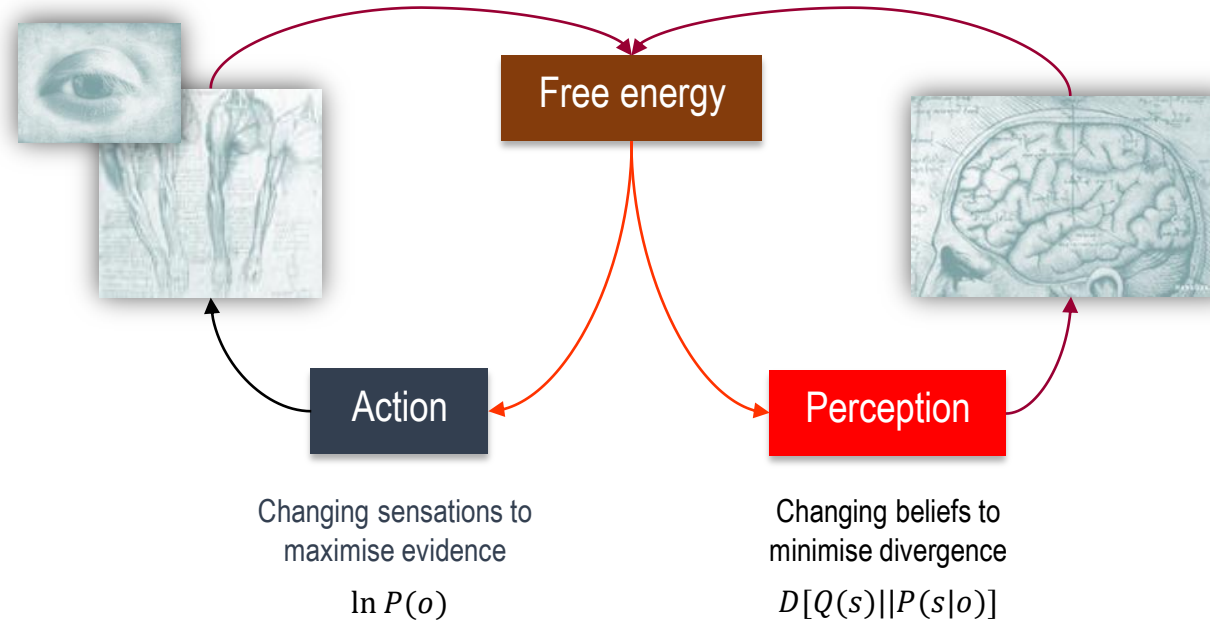 Free energy
Action
Perception
Changing sensations to
maximise evidence
ln P(o)
Changing beliefs to
minimise divergence
D[Q(s)||P(s|o)]